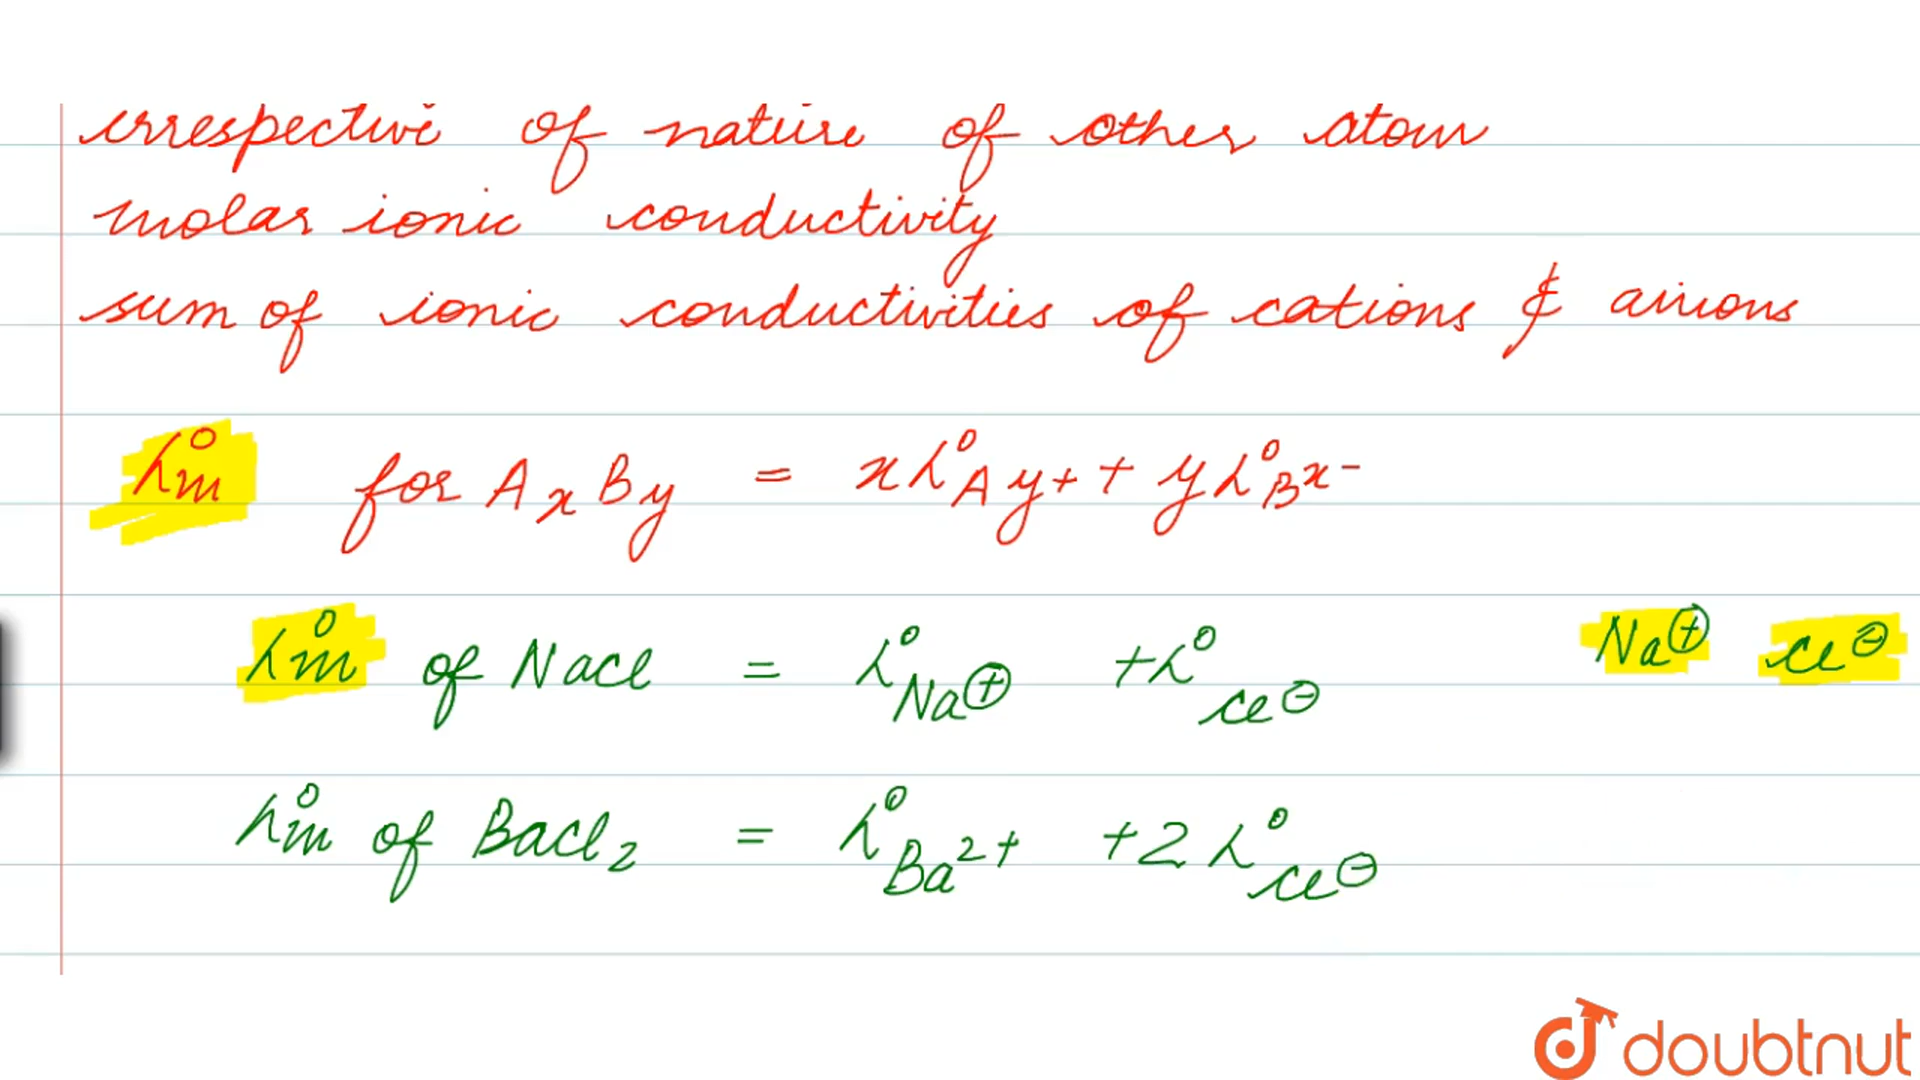 irrespective of nature of other atom
molar ionic conductivity
sum of ionic conductivities of cations & anions
λ°m for AxBy = xλ°Ay+ + yλ°Bx-
λ°m of NaCl = λ°Na⊕ + λ°Cl⊖ Na⊕ Cl⊖
λ°m of BaCl₂ = λ°Ba²⁺ + 2λ°Cl⊖
doubtnut